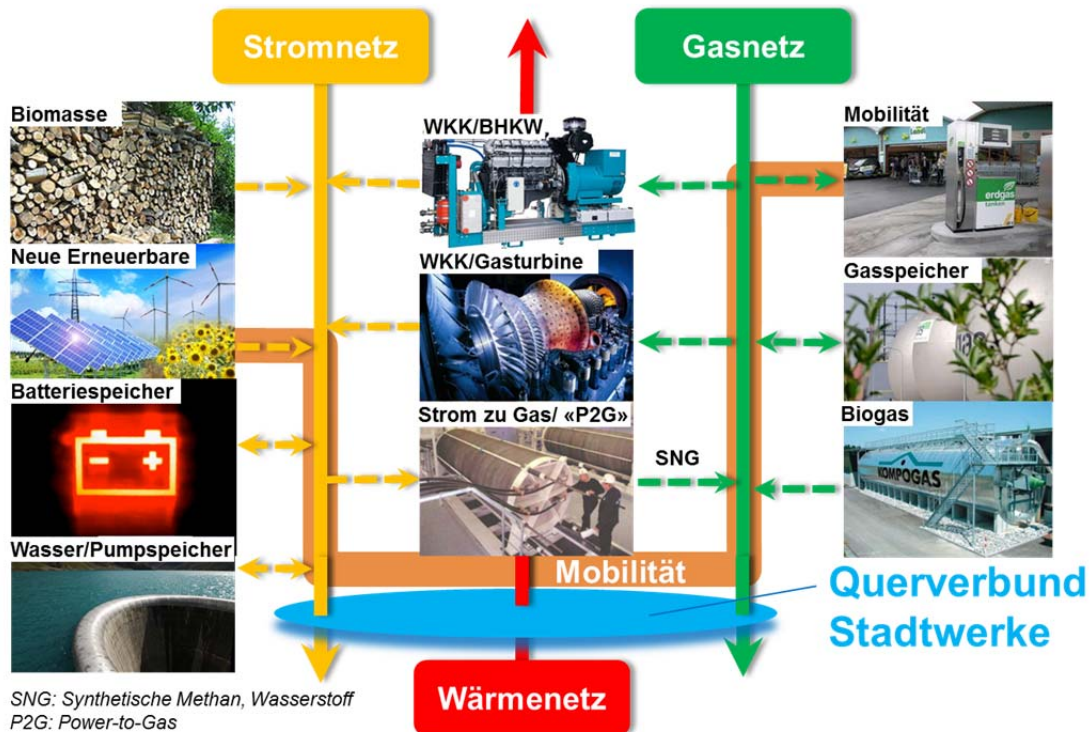 Stromnetz
Gasnetz
Biomasse
WKK/BHKW
Mobilität
erdgas
tanken
Neue Erneuerbare
WKK/Gasturbine
Gasspeicher
Batteriespeicher
Strom zu Gas/ «P2G»
Biogas
SNG
KOMPOGAS
Wasser/Pumpspeicher
Mobilität
Querverbund
Stadtwerke
Wärmenetz
SNG: Synthetische Methan, Wasserstoff
P2G: Power-to-Gas